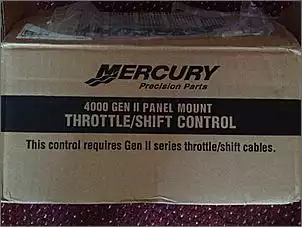 MERCURY
Precision Parts
4000 GEN II PANEL MOUNT
THROTTLE/SHIFT CONTROL
This control requires Gen II series throttle/shift cables.